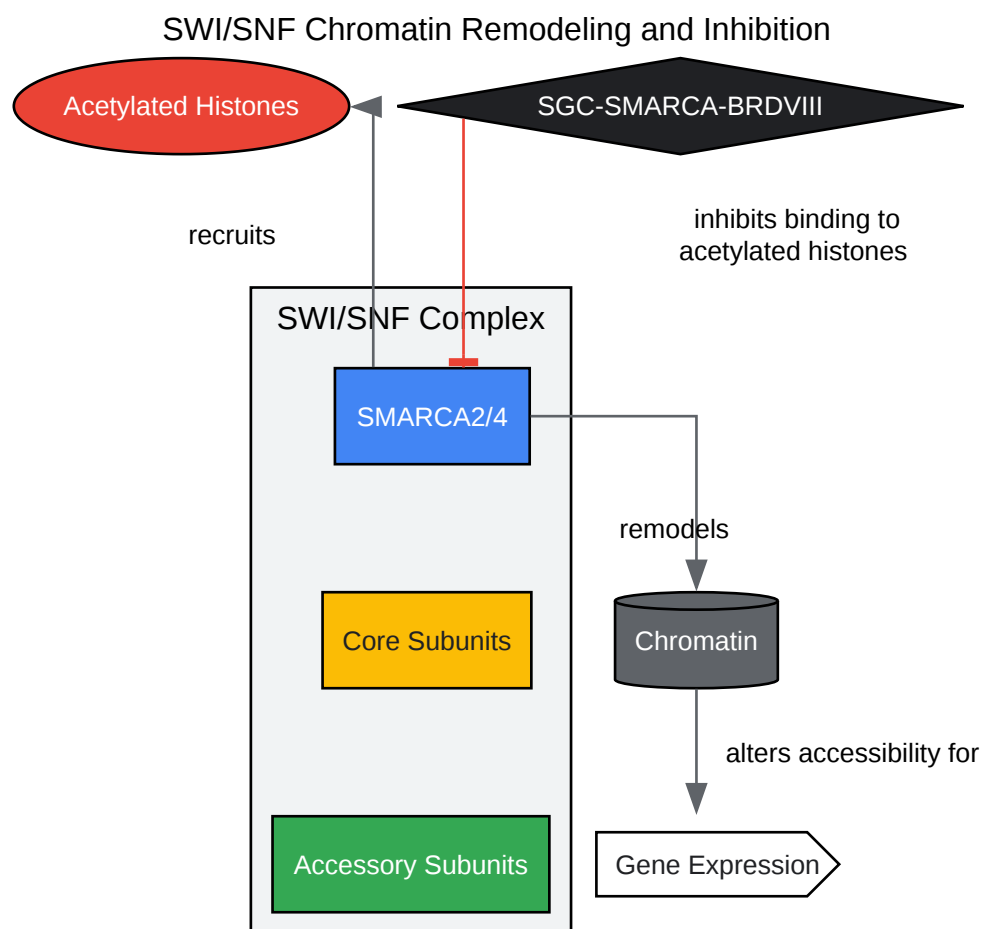 SWI/SNF Chromatin Remodeling and Inhibition
Acetylated Histones
SGC-SMARCA-BRDVIII
recruits
inhibits binding to
acetylated histones
SWI/SNF Complex
SMARCA2/4
remodels
Core Subunits
Chromatin
alters accessibility for
Accessory Subunits
Gene Expression